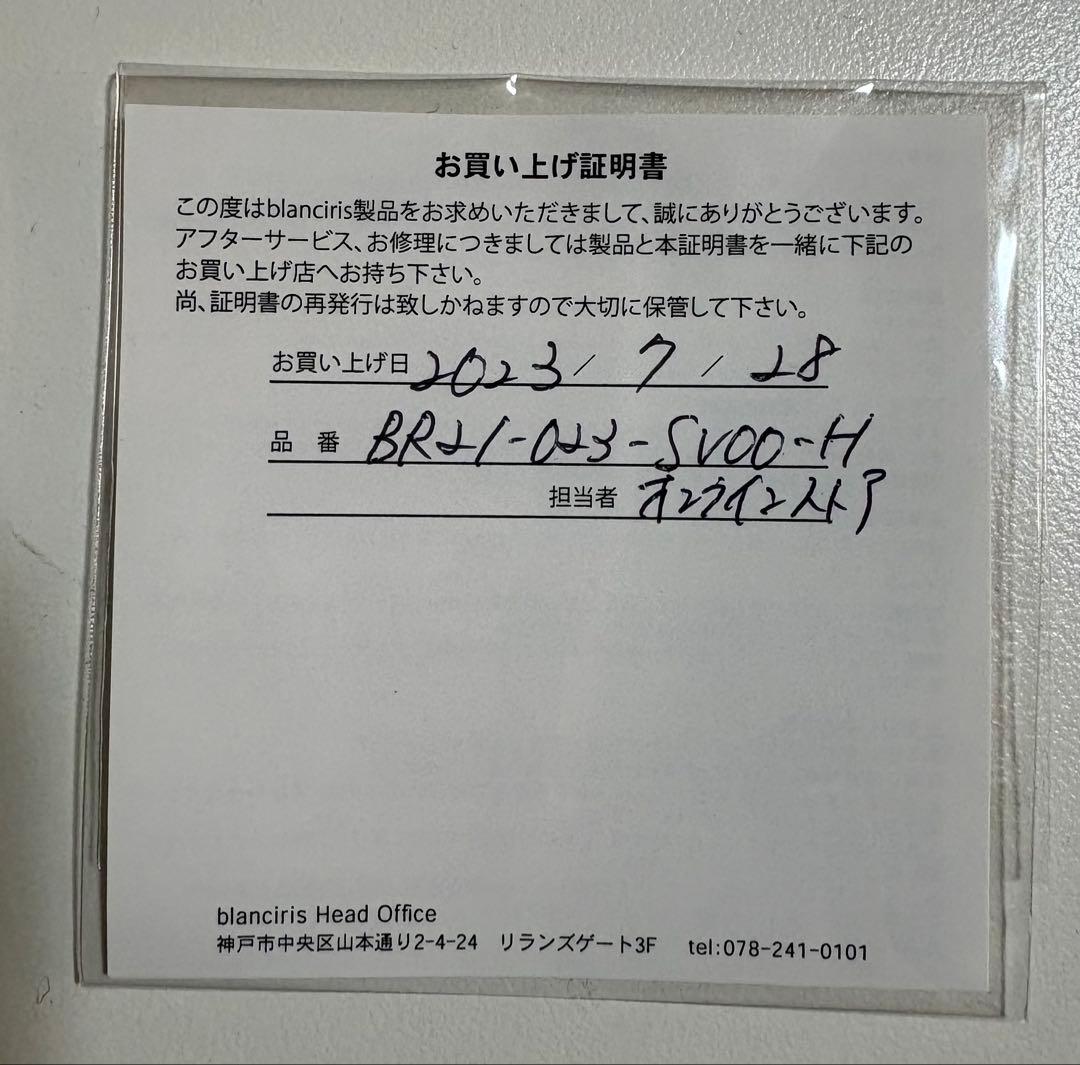 お買い上げ証明書
この度はblanciris製品をお求めいただきまして、誠にありがとうございます。
アフターサービス、お修理につきましては製品と本証明書を一緒に下記の
お買い上げ店へお持ち下さい。
尚、証明書の再発行は致しかねますので大切に保管して下さい。
お買い上げ日 2023 / 7 / 28
品 番 BR21-023-SV00-H
担当者 オンラインストア
blanciris Head Office
神戸市中央区山本通り2-4-24 リランズゲート3F tel:078-241-0101